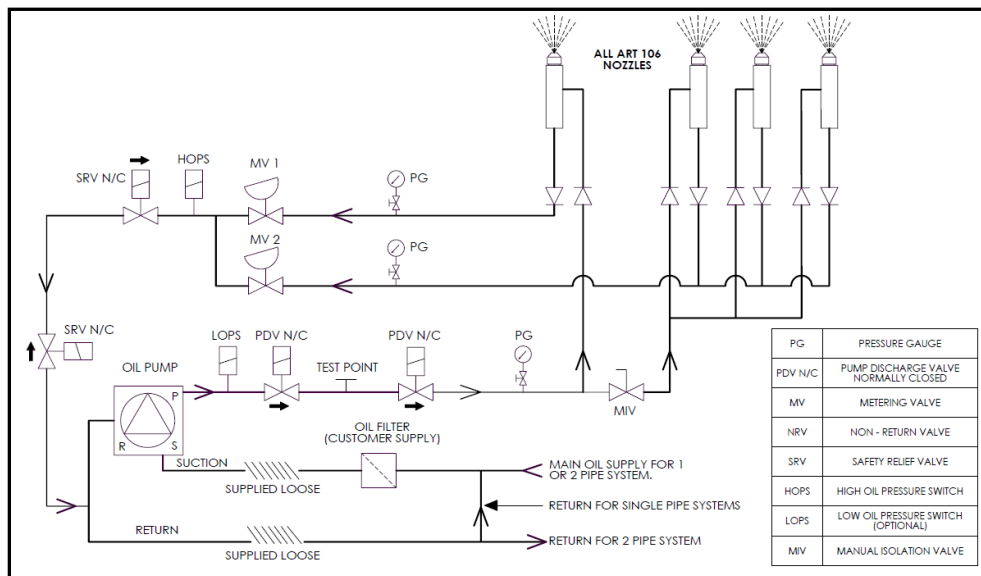 ALL ART 106
NOZZLES
SRV N/C
HOPS
MV 1
PG
MV 2
PG
SRV N/C
OIL PUMP
P
R
S
LOPS
PDV N/C
TEST POINT
PDV N/C
PG
MIV
OIL FILTER
(CUSTOMER SUPPLY)
SUCTION
SUPPLIED LOOSE
MAIN OIL SUPPLY FOR 1
OR 2 PIPE SYSTEM.
RETURN FOR SINGLE PIPE SYSTEMS
RETURN
SUPPLIED LOOSE
RETURN FOR 2 PIPE SYSTEM
PG PRESSURE GAUGE
PDV N/C PUMP DISCHARGE VALVE
NORMALLY CLOSED
MV METERING VALVE
NRV NON - RETURN VALVE
SRV SAFETY RELIEF VALVE
HOPS HIGH OIL PRESSURE SWITCH
LOPS LOW OIL PRESSURE SWITCH
(OPTIONAL)
MIV MANUAL ISOLATION VALVE